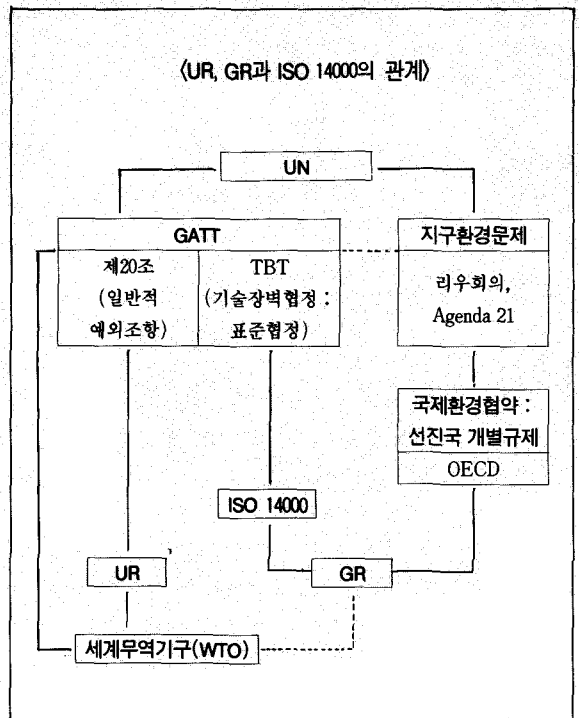 〈UR, GR과 ISO 14000의 관계〉
UN
GATT
제20조
(일반적
예외조항)
TBT
(기술장벽협정 :
표준협정)
지구환경문제
리우회의,
Agenda 21
국제환경협약 :
선진국 개별규제
OECD
ISO 14000
UR
GR
세계무역기구(WTO)